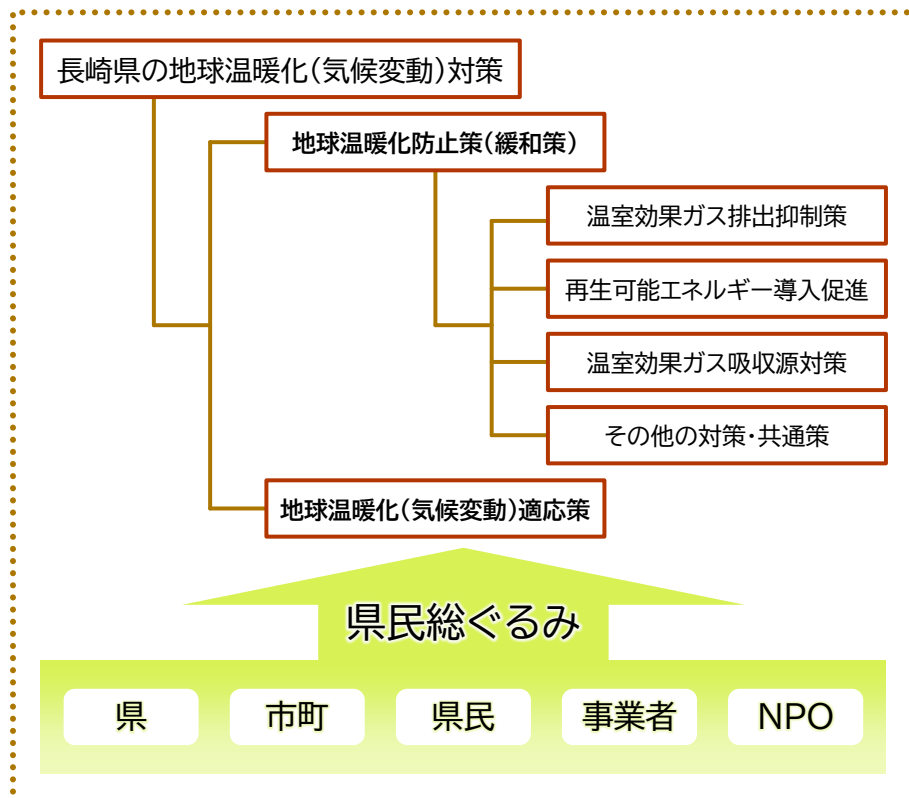 長崎県の地球温暖化(気候変動)対策
地球温暖化防止策(緩和策)
温室効果ガス排出抑制策
再生可能エネルギー導入促進
温室効果ガス吸収源対策
その他の対策・共通策
地球温暖化(気候変動)適応策
県民総ぐるみ
県
市町
県民
事業者
NPO